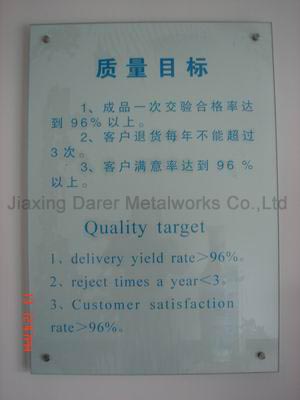 质量目标
1、成品一次交验合格率达
到96%以上。
2、客户退货每年不能超过
3次。
3、客户满意率达到96 %
以上。
Jiaxing Darer Metalworks Co.,Ltd
Quality target
1、delivery yield rate>96%。
2、reject times a year<3。
3、Customer satisfaction
rate>96%。